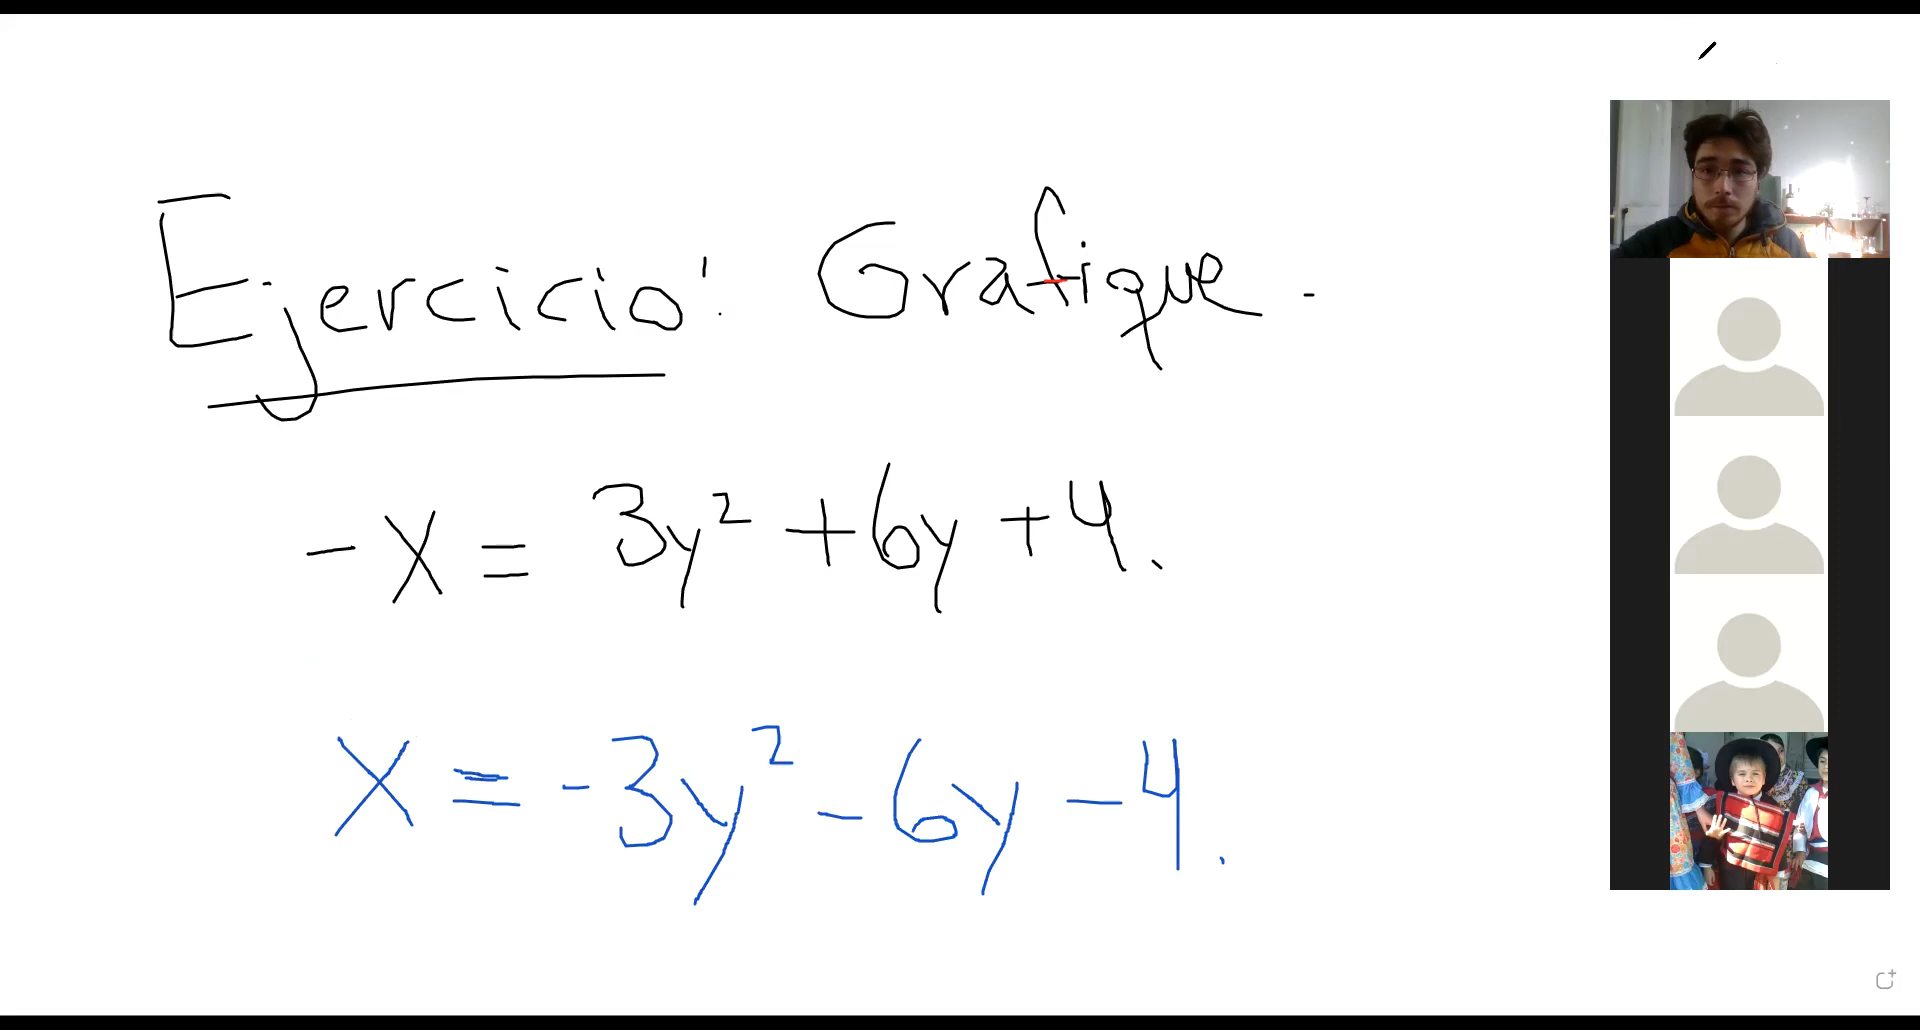 Ejercicio: Grafique.
-x = 3y² + 6y + 4.
x = -3y² - 6y - 4.